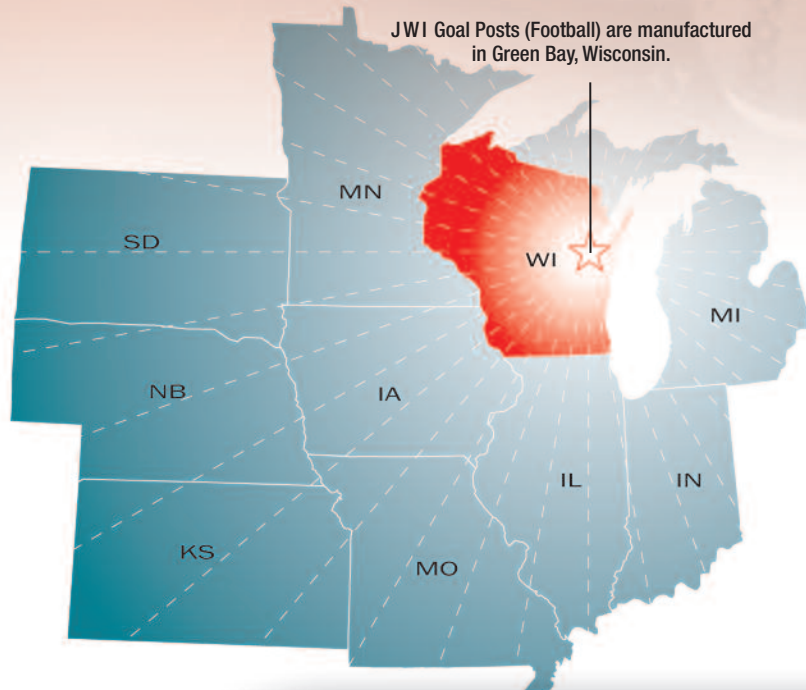 JWI Goal Posts (Football) are manufactured
in Green Bay, Wisconsin.
MN
SD
WI
MI
NB
IA
IL
IN
KS
MO